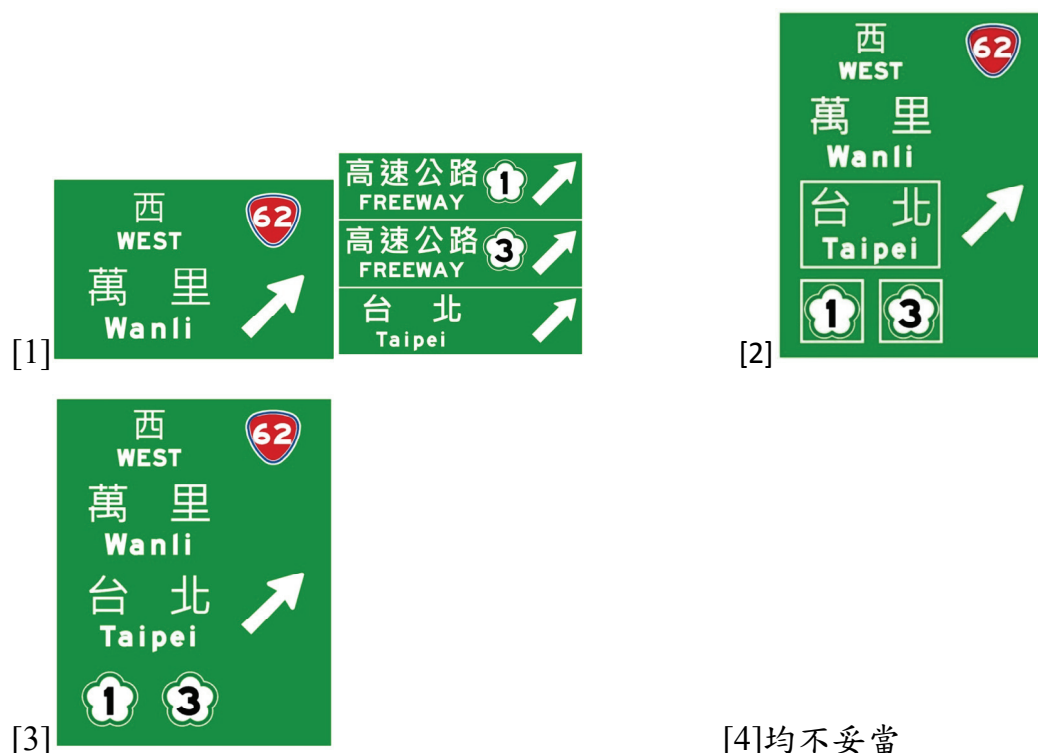 [1]
西
62
WEST
萬里
Wanli
高速公路 1
FREEWAY
高速公路 3
FREEWAY
台北
Taipei
[2]
西
62
WEST
萬里
Wanli
台北
Taipei
1 3
[3]
西
62
WEST
萬里
Wanli
台北
Taipei
1 3
[4]均不妥當